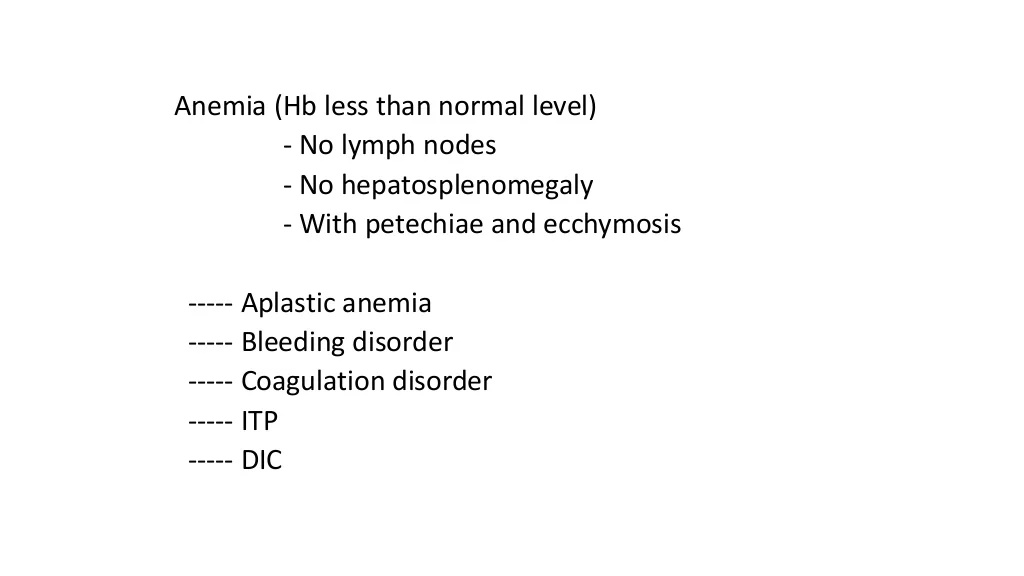 Anemia (Hb less than normal level)
- No lymph nodes
- No hepatosplenomegaly
- With petechiae and ecchymosis
----- Aplastic anemia
----- Bleeding disorder
----- Coagulation disorder
----- ITP
----- DIC